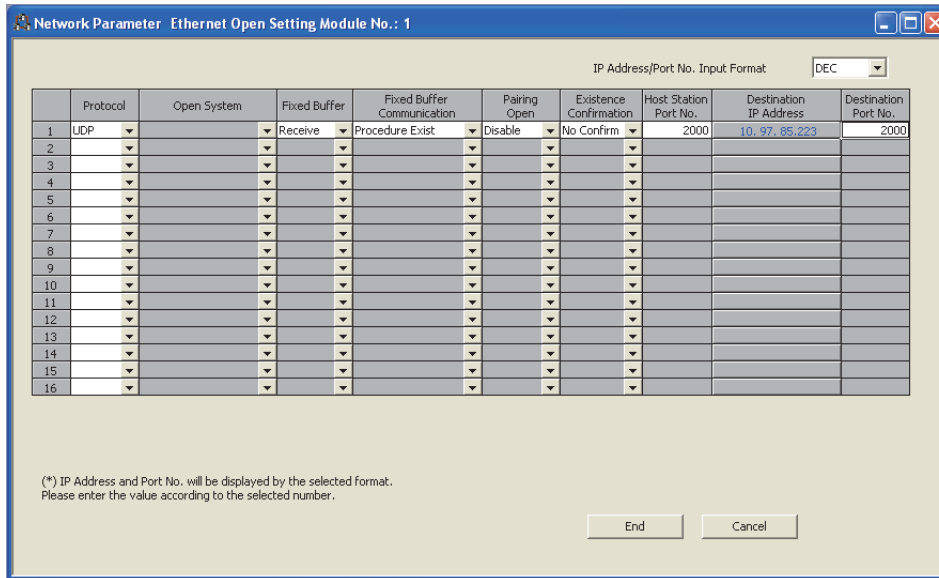 Network Parameter Ethernet Open Setting Module No.: 1
IP Address/Port No. Input Format DEC
Protocol Open System Fixed Buffer Fixed Buffer Communication Pairing Open Existence Confirmation Host Station Port No. Destination IP Address Destination Port No.
1 UDP Receive Procedure Exist Disable No Confirm 2000 10. 97. 85.223 2000
2
3
4
5
6
7
8
9
10
11
12
13
14
15
16
(*) IP Address and Port No. will be displayed by the selected format.
Please enter the value according to the selected number.
End Cancel